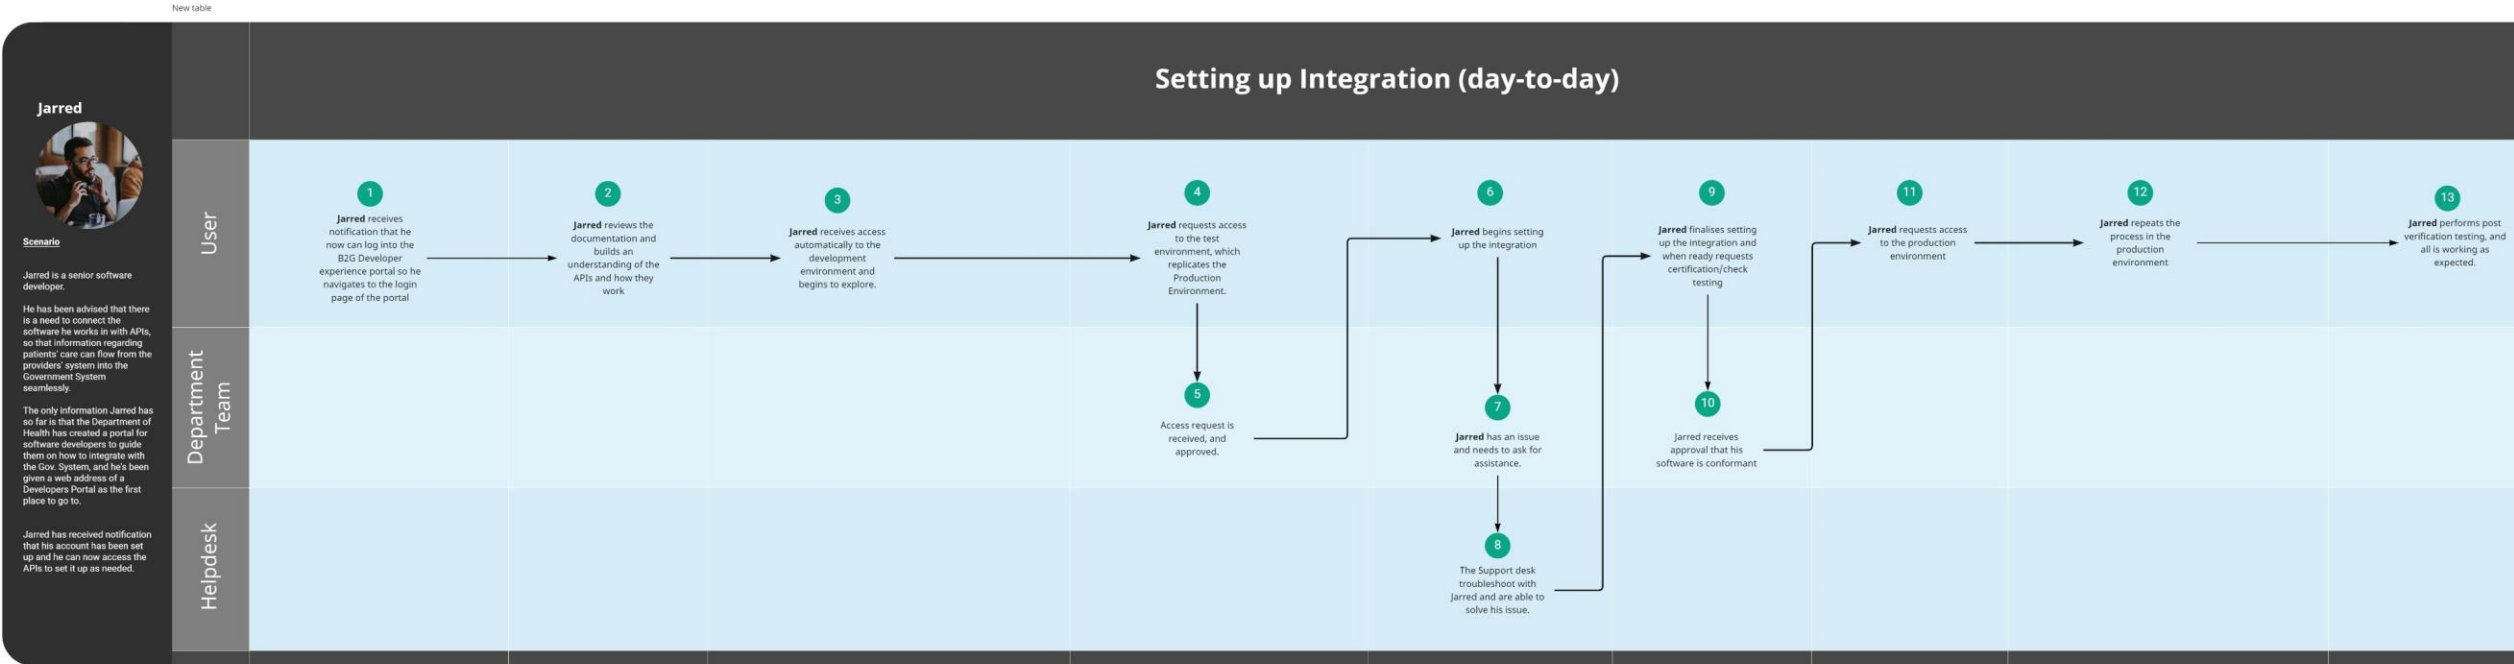 New table
Setting up Integration (day-to-day)
Jarred
Scenario
Jarred is a senior software
developer.
He has been advised that there
is a need to connect the
software he works in with APIs,
so that information regarding
patients' care can flow from the
providers' system into the
Government System
seamlessly.
The only information Jarred has
so far is that the Department of
Health has created a portal for
software developers to guide
them on how to integrate with
the Gov. System, and he's been
given a web address of a
Developers Portal as the first
place to go to.
Jarred has received notification
that his account has been set
up and he can now access the
APIs to set it up as needed.
User
1
Jarred receives
notification that he
now can log into the
B2G Developer
experience portal so he
navigates to the login
page of the portal
2
Jarred reviews the
documentation and
builds an
understanding of the
APIs and how they
work
3
Jarred receives access
automatically to the
development
environment and
begins to explore.
4
Jarred requests access
to the test
environment, which
replicates the
Production
Environment.
6
Jarred begins setting
up the integration
9
Jarred finalises setting
up the integration and
when ready requests
certification/check
testing
11
Jarred requests access
to the production
environment
12
Jarred repeats the
process in the
production
environment
13
Jarred performs post
verification testing, and
all is working as
expected.
Department
Team
5
Access request is
received, and
approved.
7
Jarred has an issue
and needs to ask for
assistance.
10
Jarred receives
approval that his
software is conformant
Helpdesk
8
The Support desk
troubleshoot with
Jarred and are able to
solve his issue.